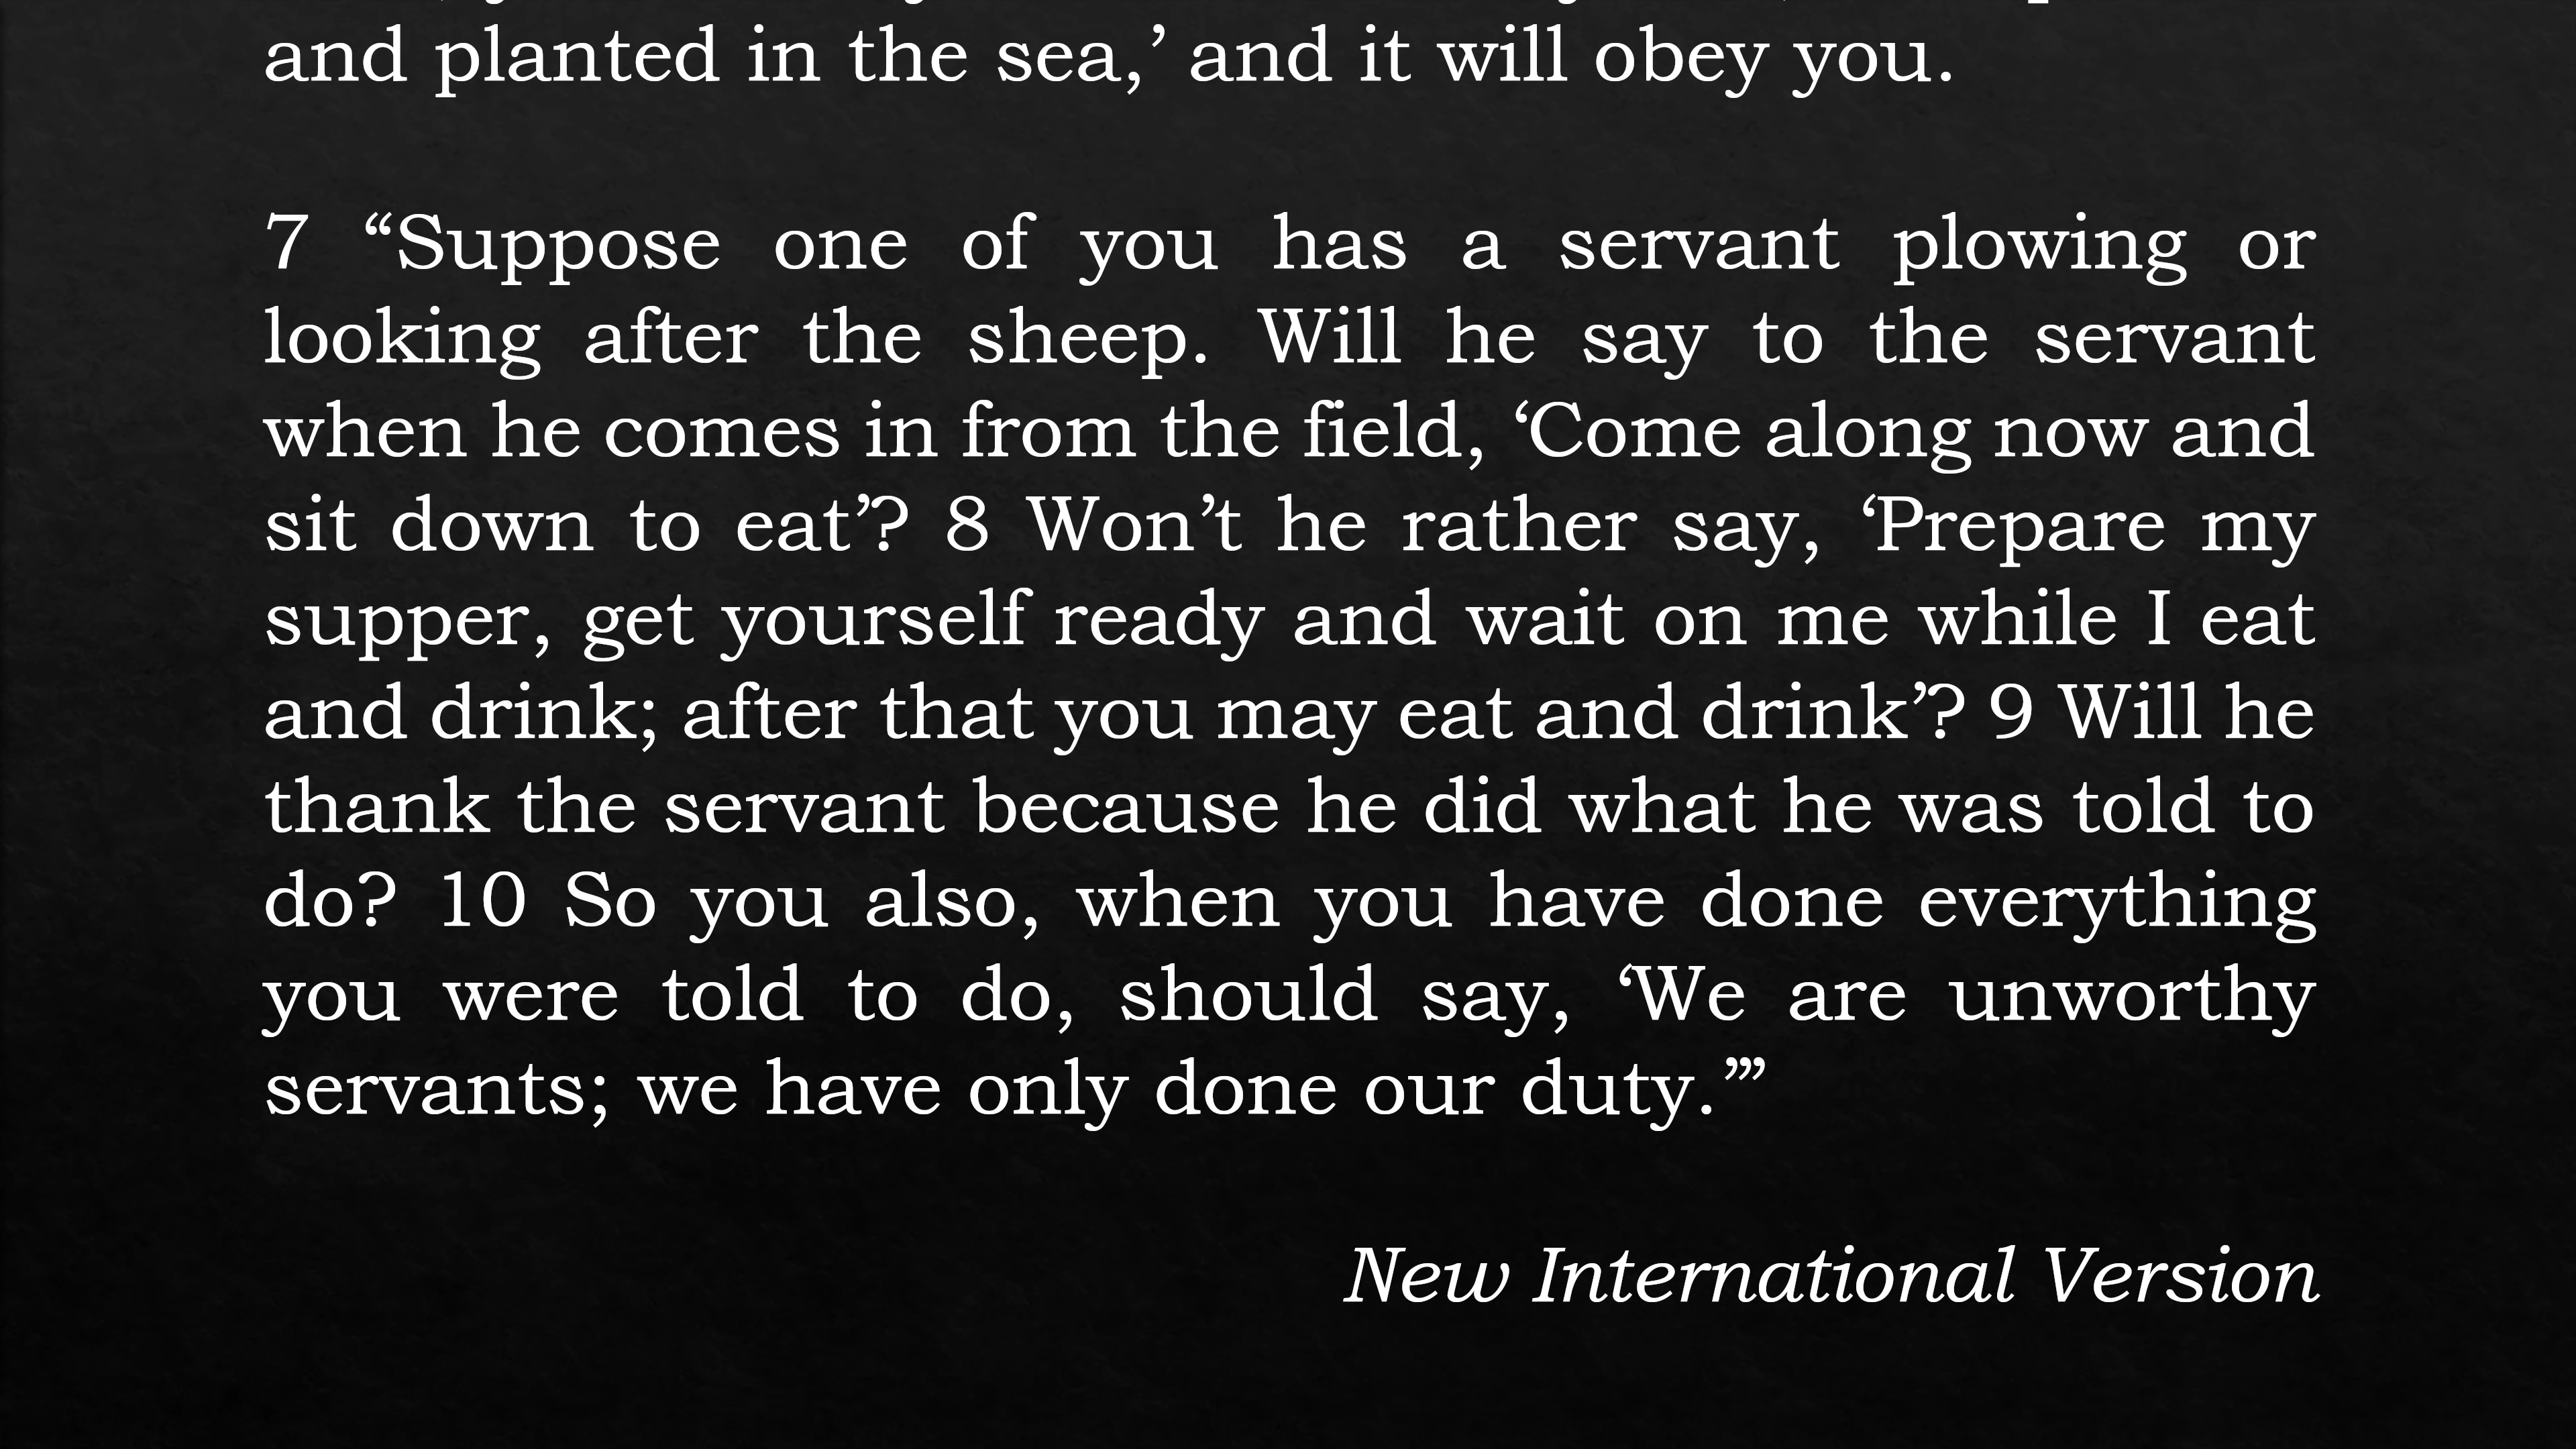 and planted in the sea,’ and it will obey you.
7 “Suppose one of you has a servant plowing or
looking after the sheep. Will he say to the servant
when he comes in from the field, ‘Come along now and
sit down to eat’? 8 Won’t he rather say, ‘Prepare my
supper, get yourself ready and wait on me while I eat
and drink; after that you may eat and drink’? 9 Will he
thank the servant because he did what he was told to
do? 10 So you also, when you have done everything
you were told to do, should say, ‘We are unworthy
servants; we have only done our duty.’”
New International Version